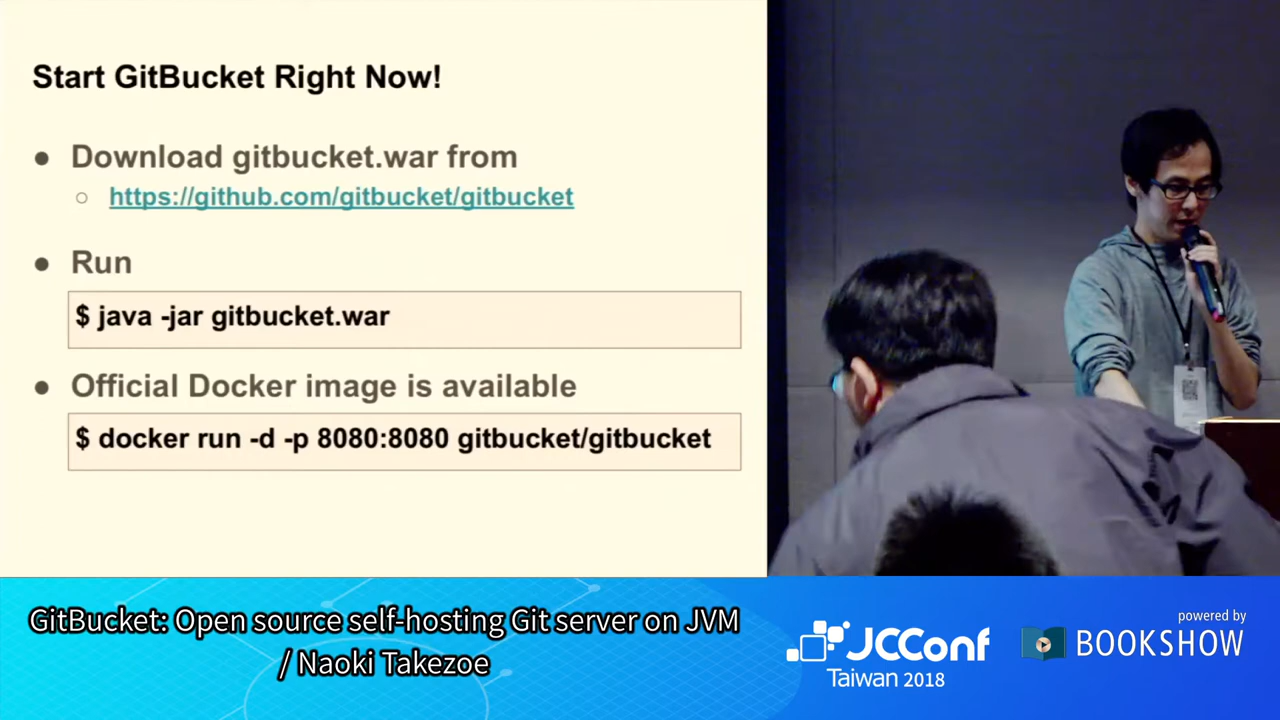 Start GitBucket Right Now!
● Download gitbucket.war from
○ https://github.com/gitbucket/gitbucket
● Run
$ java -jar gitbucket.war
● Official Docker image is available
$ docker run -d -p 8080:8080 gitbucket/gitbucket
GitBucket: Open source self-hosting Git server on JVM
/ Naoki Takezoe
JCConf
Taiwan 2018
powered by
BOOKSHOW